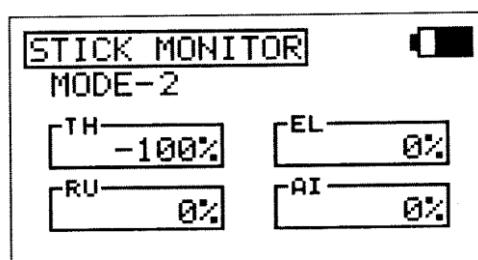 STICK MONITOR
MODE-2
TH EL
-100% 0%
RU AI
0% 0%